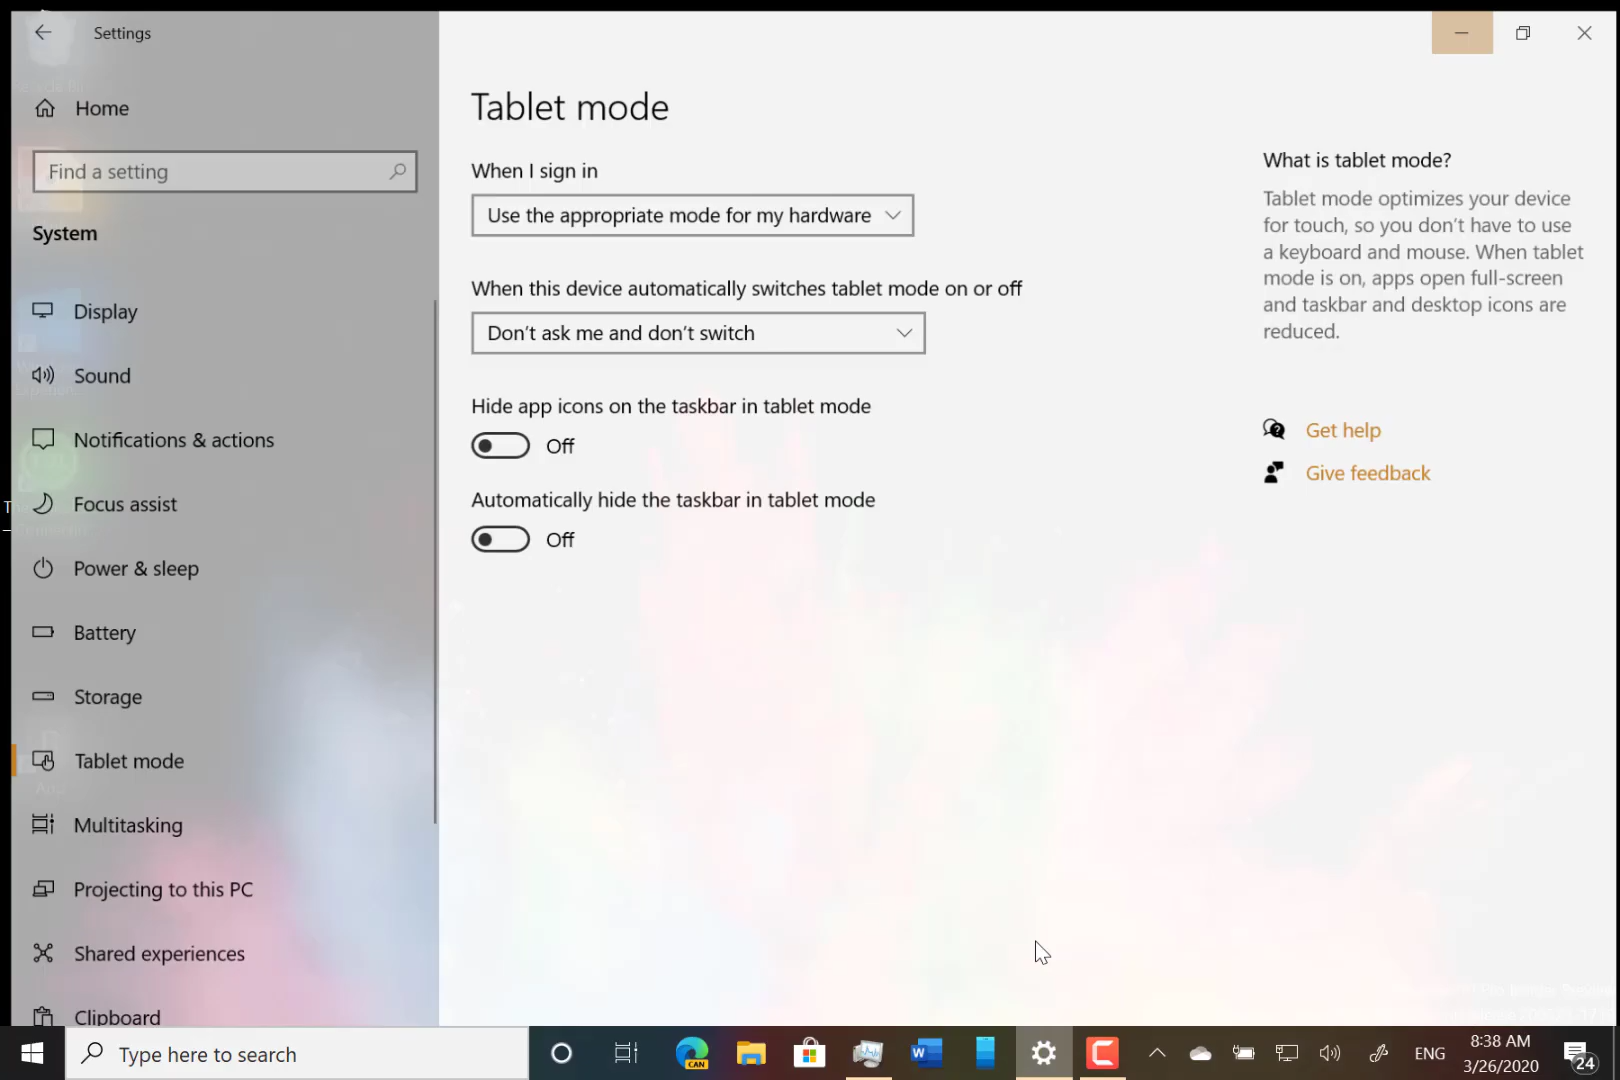 Settings
Home
Find a setting
System
Display
Sound
Notifications & actions
Focus assist
Power & sleep
Battery
Storage
Tablet mode
Multitasking
Projecting to this PC
Shared experiences
Clipboard
Tablet mode
When I sign in
Use the appropriate mode for my hardware
When this device automatically switches tablet mode on or off
Don't ask me and don't switch
Hide app icons on the taskbar in tablet mode
Off
Automatically hide the taskbar in tablet mode
Off
What is tablet mode?
Tablet mode optimizes your device
for touch, so you don't have to use
a keyboard and mouse. When tablet
mode is on, apps open full-screen
and taskbar and desktop icons are
reduced.
Get help
Give feedback
Type here to search
CAN
W
ENG
8:38 AM
3/26/2020
24